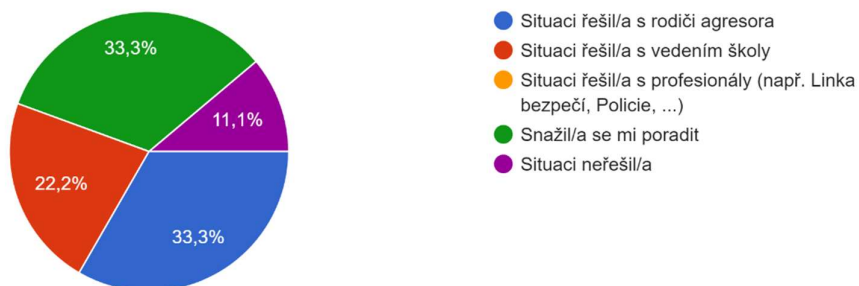 33,3%
11,1%
22,2%
33,3%
Situaci řešil/a s rodiči agresora
Situaci řešil/a s vedením školy
Situaci řešil/a s profesionály (např. Linka
bezpečí, Policie, ...)
Snažil/a se mi poradit
Situaci neřešil/a